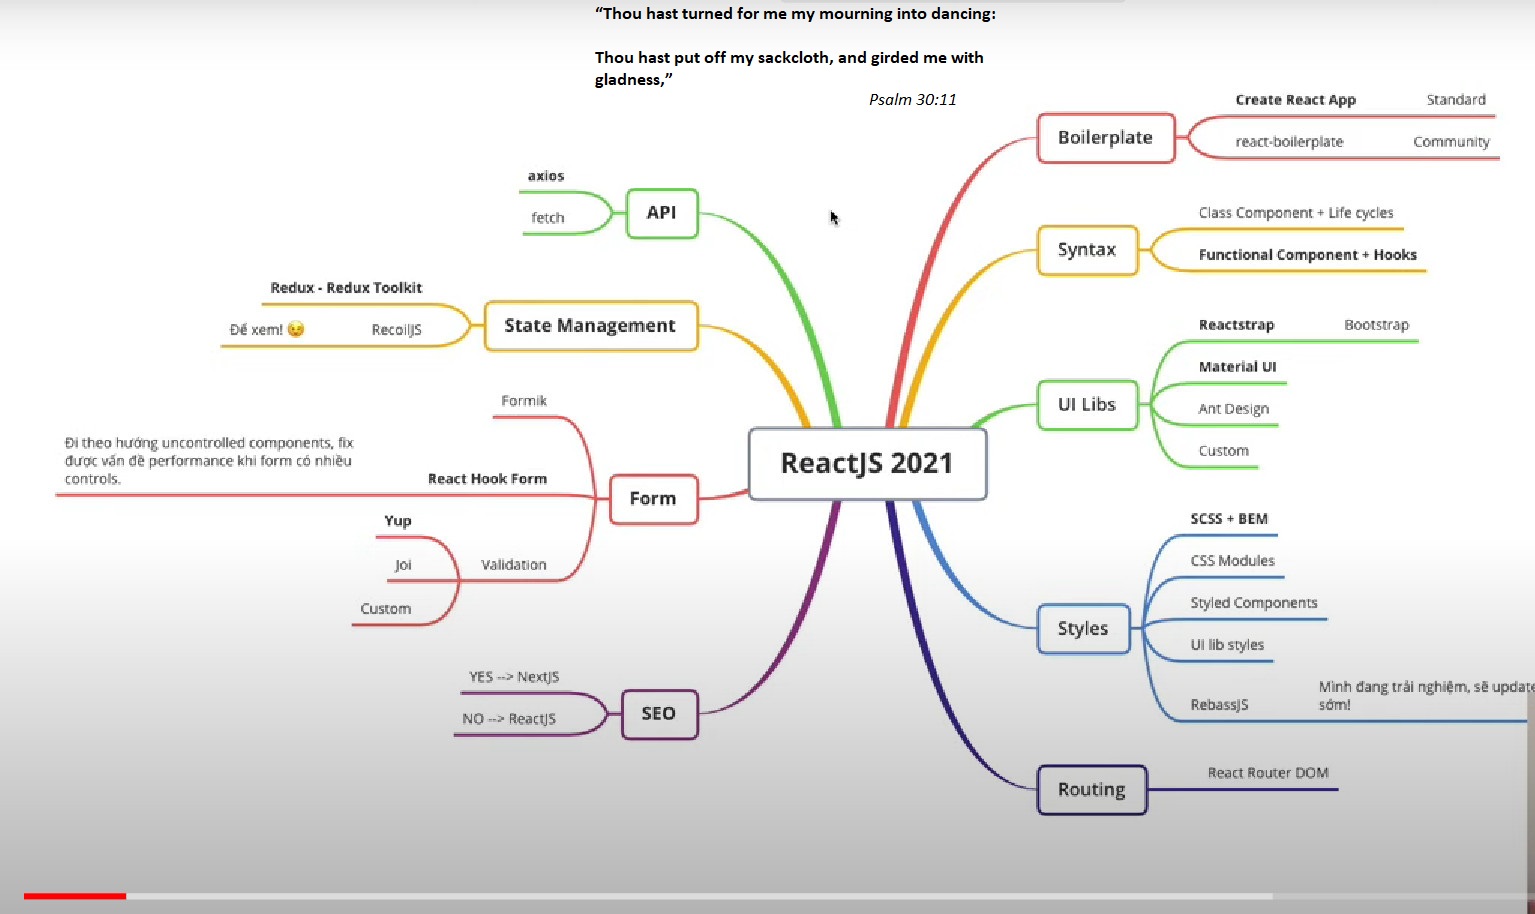 “Thou hast turned for me my mourning into dancing:
Thou hast put off my sackcloth, and girded me with
gladness,”
Psalm 30:11
ReactJS 2021
Boilerplate
Create React App Standard
react-boilerplate Community
Syntax
Class Component + Life cycles
Functional Component + Hooks
UI Libs
Reactstrap Bootstrap
Material UI
Ant Design
Custom
Styles
SCSS + BEM
CSS Modules
Styled Components
UI lib styles
RebassJS
Mình đang trải nghiệm, sẽ update
sớm!
Routing
React Router DOM
API
axios
fetch
State Management
Redux - Redux Toolkit
Để xem! 😉 RecoilJS
Form
Formik
Đi theo hướng uncontrolled components, fix
được vấn đề performance khi form có nhiều
controls.
React Hook Form
Validation
Yup
Joi
Custom
SEO
YES --> NextJS
NO --> ReactJS